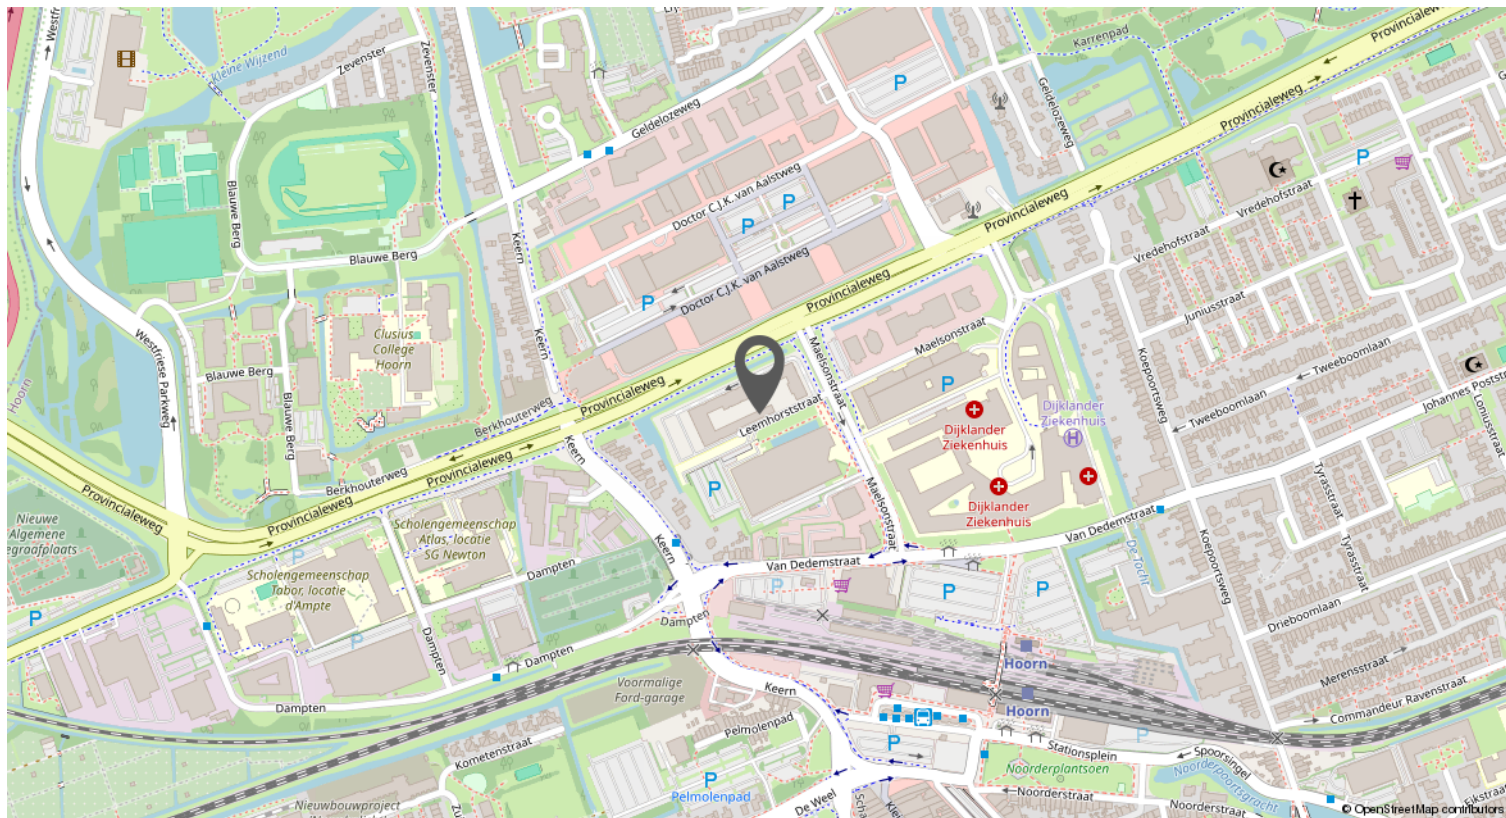 Westfriese
Kleine Wijzend
Zevenster
Zevenster
Geldelozeweg
Karrenpad
Geldelozeweg
Provincialeweg
Provincialeweg
P
Blauwe Berg
Blauwe Berg
Keern
Doctor C.J.K. van Aalstweg
P
P
Provincialeweg
Vredehofstraat
P
Vredehofstraat
Doctor C.J.K. van Aalstweg
P
Provincialeweg
Juniusstraat
Westfriese Parkweg
Clusius
College
Hoorn
Keern
Maelsonstraat
Maelsonstraat
Koepoortsweg
Tweeboomlaan
Tweeboomlaan
Hoorn
Blauwe Berg
Blauwe Berg
Berkhouterweg
Provincialeweg
Leemhorststraat
P
Dijklander
Ziekenhuis
Dijklander
Ziekenhuis
H
Johannes Poststr
Loniusstraat
Keern
Berkhouterweg
Provincialeweg
Provincialeweg
Provincialeweg
P
Maelsonstraat
Dijklander
Ziekenhuis
Van Dedemstraat
Tyrasstraat
Tyrasstraat
Nieuwe
Algemene
egraafplaats
Scholengemeenschap
Atlas, locatie
SG Newton
Scholengemeenschap
Tabor, locatie
d'Ampte
P
P
P
Dampten
Keern
Van Dedemstraat
P
P
P
De Tocht
Koepoortsweg
Drieboomlaan
Dampten
Dampten
Dampten
Dampten
Voormalige
Ford-garage
Keern
Hoorn
Hoorn
Merensstraat
Commandeur Ravenstraat
Pelmolenpad
Kometenstraat
P
Pelmolenpad
P
P
Stationsplein
Spoorsingel
Noorderplantsoen
Noorderpoortsgracht
Nieuwbouwproject
De Weel
Noorderstraat
Noorderstraat
Eikstraat
© OpenStreetMap contributors